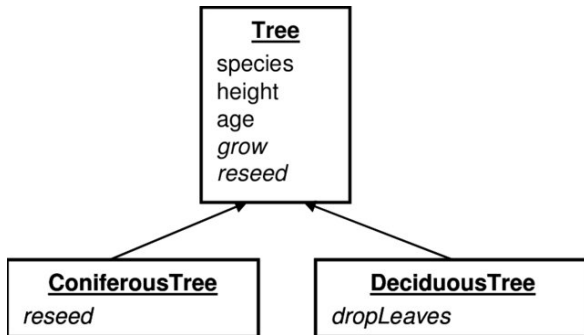 Tree
species
height
age
grow
reseed
ConiferousTree
reseed
DeciduousTree
dropLeaves